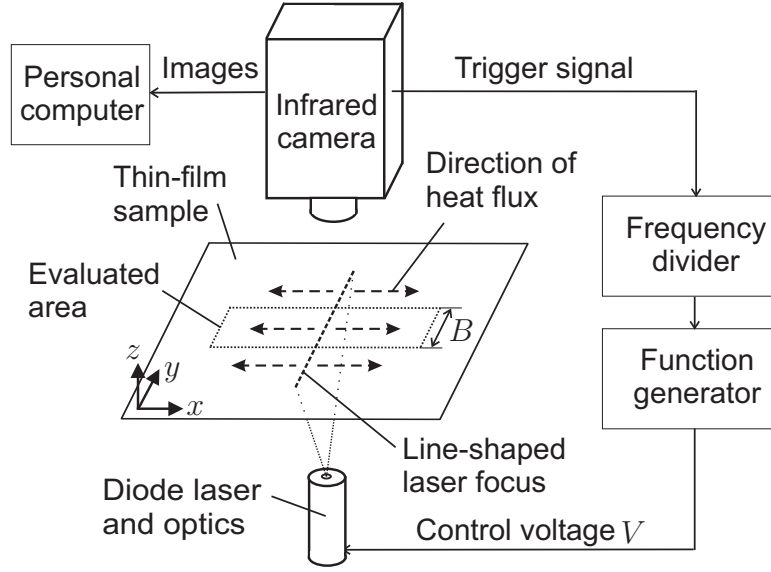 Personal
computer
Images
Infrared
camera
Trigger signal
Thin-film
sample
Direction of
heat flux
Frequency
divider
Evaluated
area
B
z
y
x
Function
generator
Line-shaped
laser focus
Diode laser
and optics
Control voltage V